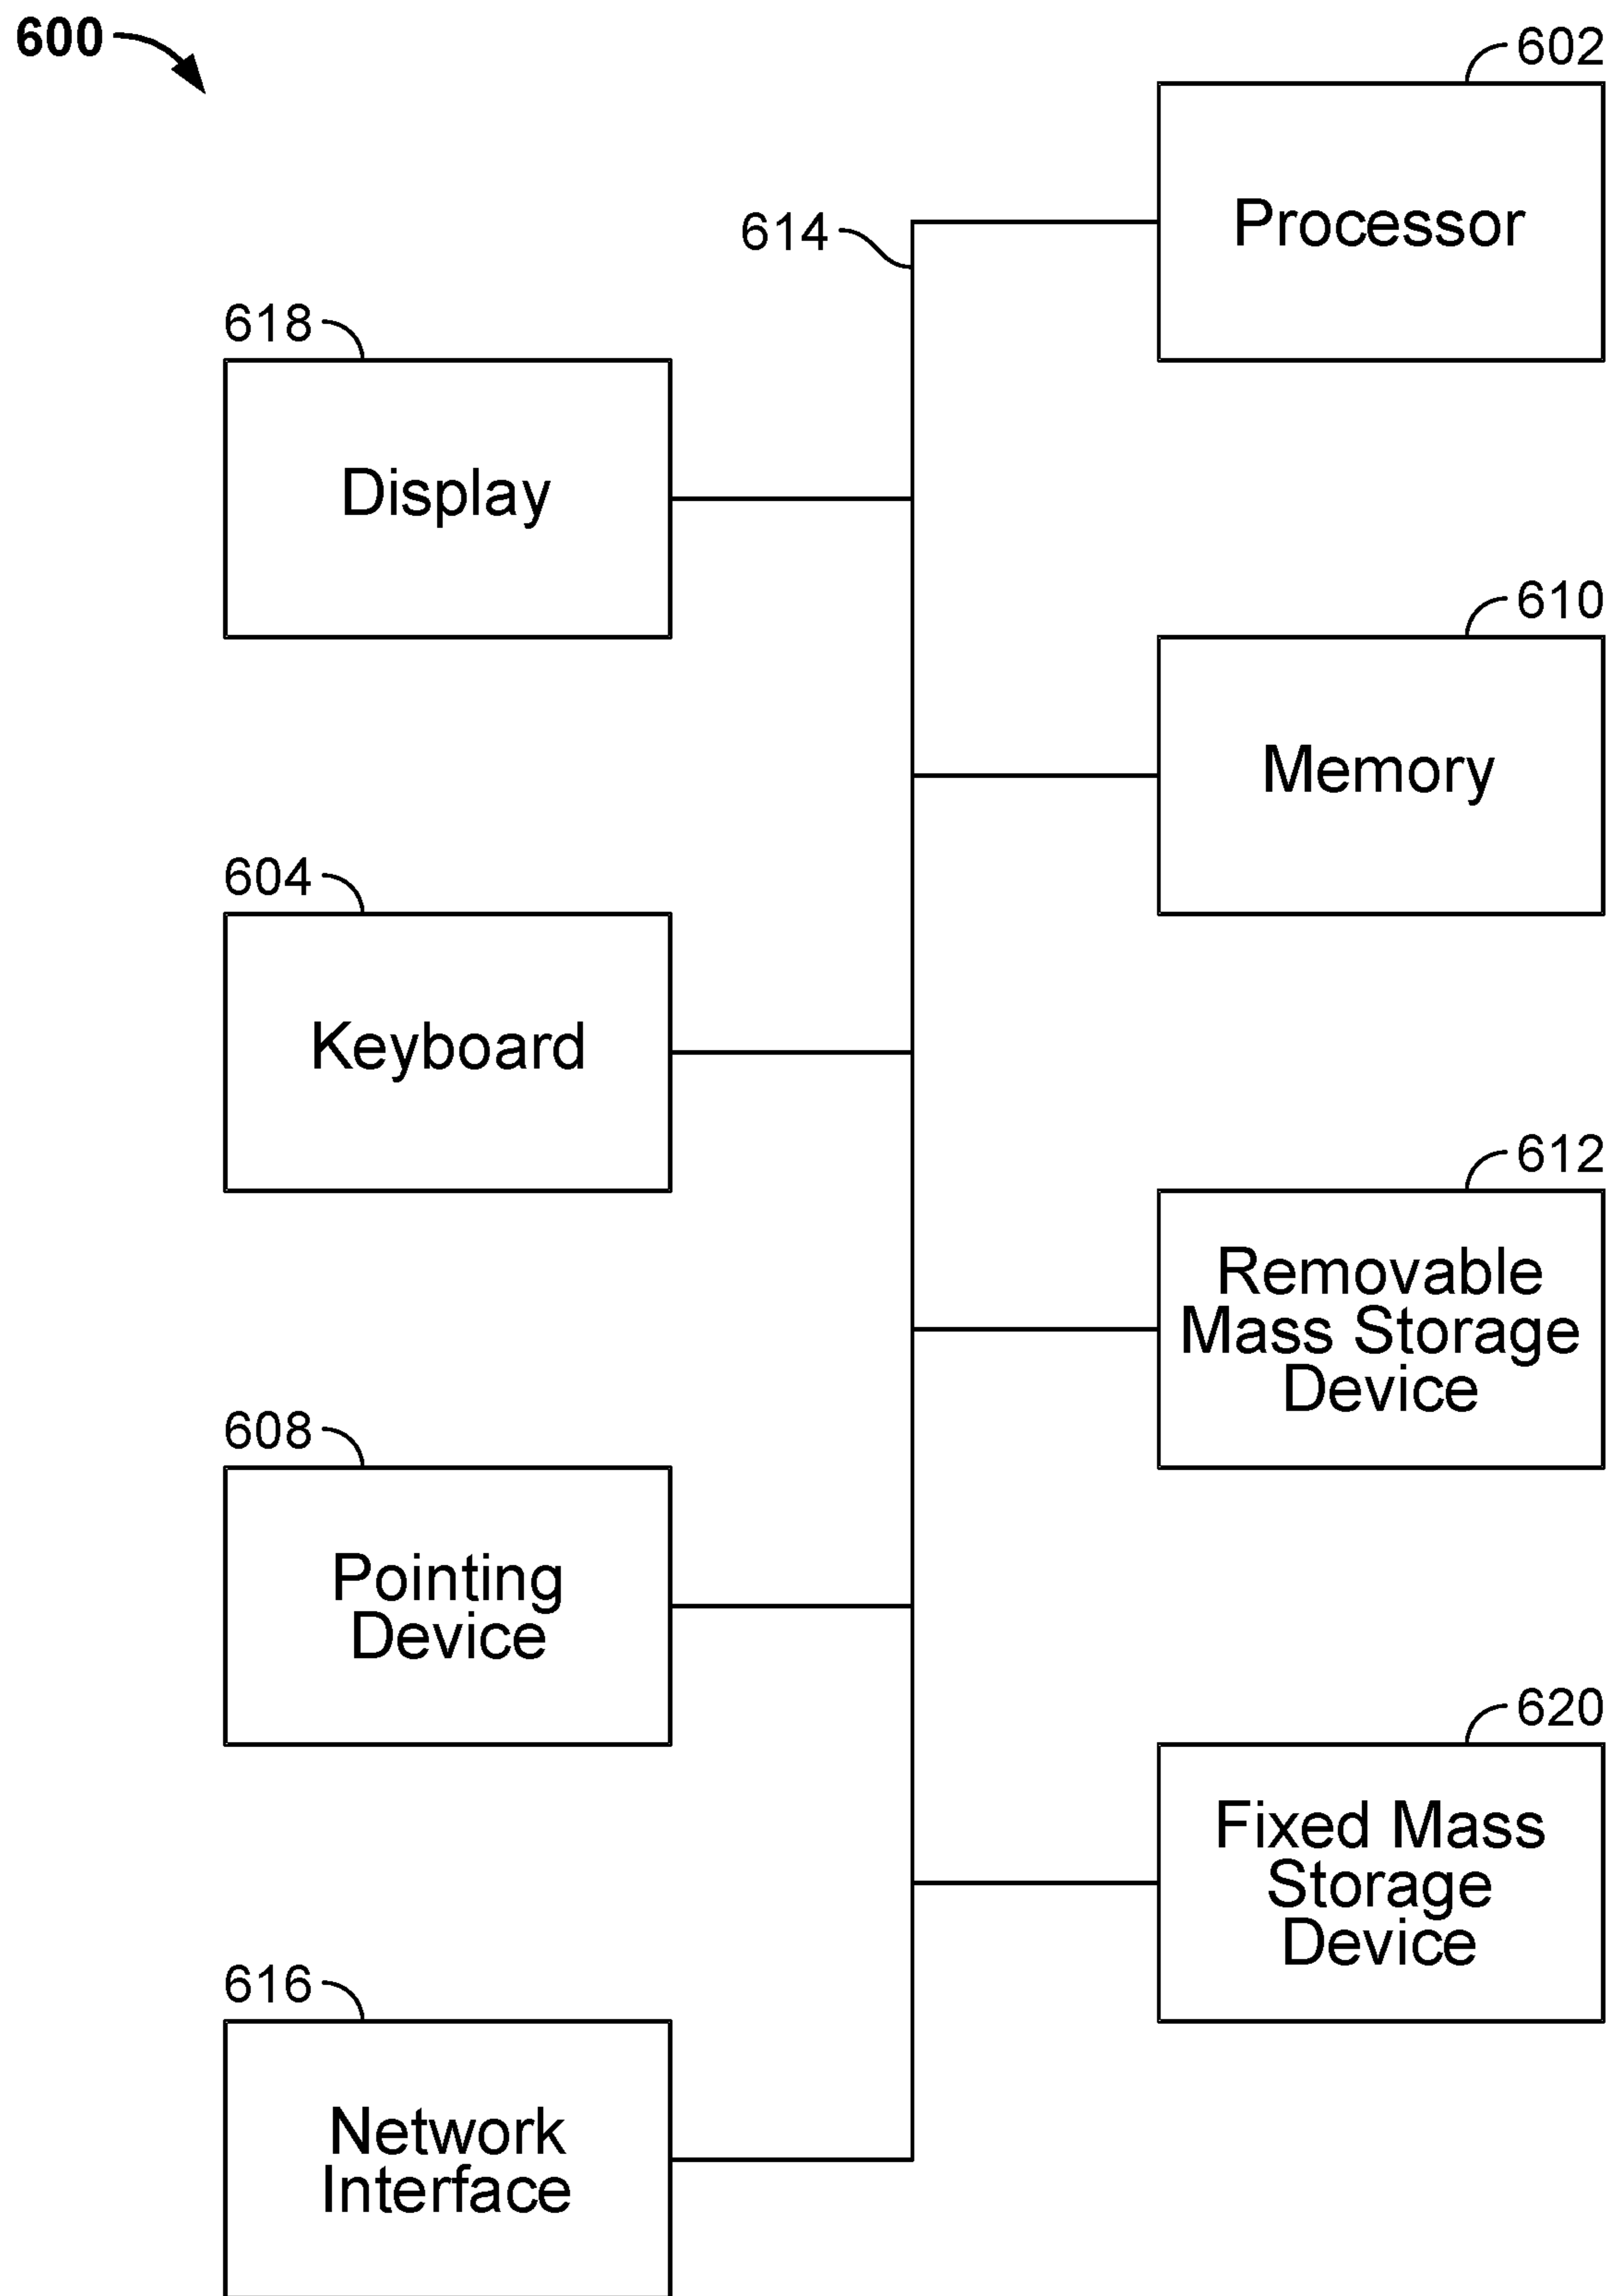 600
602
Processor
614
618
Display
610
Memory
604
Keyboard
612
Removable
Mass Storage
Device
608
Pointing
Device
620
Fixed Mass
Storage
Device
616
Network
Interface